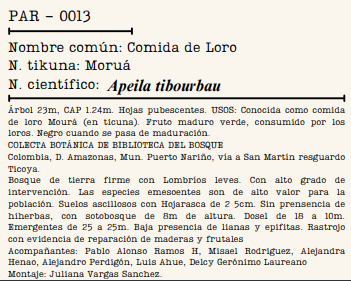 PAR – 0013
Nombre común: Comida de Loro
N. tikuna: Moruá
N. científico: Apeila tibourbau
Árbol 23m, CAP 1.24m. Hojas pubescentes. USOS: Conocida como comida
de loro Mourá (en ticuna). Fruto maduro verde, consumido por los
loros. Negro cuando se pasa de maduración.
COLECTA BOTÁNICA DE BIBLIOTECA DEL BOSQUE
Colombia, D. Amazonas, Mun. Puerto Nariño, vía a San Martin resguardo
Ticoya.
Bosque de tierra firme con Lombrios leves. Con alto grado de
intervención. Las especies emesoentes son de alto valor para la
población. Suelos ascillosos con Hojarasca de 2 5cm. Sin prensencia de
hiherbas, con sotobosque de 8m de altura. Dosel de 18 a 10m.
Emergentes de 25 a 25m. Baja presencia de lianas y epifitas. Rastrojo
con evidencia de reparación de maderas y frutales
Acompañantes: Pablo Alonso Ramos H, Misael Rodriguez, Alejandra
Henao, Alejandro Perdigón, Luis Ahue, Delcy Gerónimo Laureano
Montaje: Juliana Vargas Sanchez.